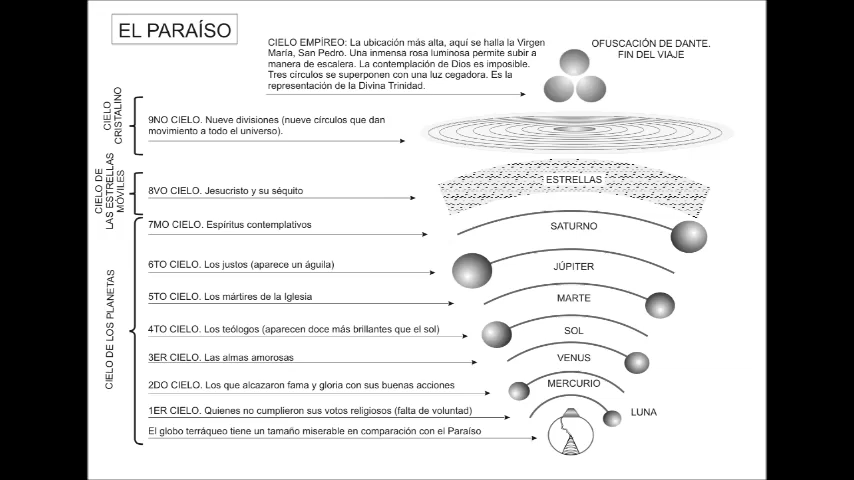 EL PARAÍSO
CIELO EMPÍREO: La ubicación más alta, aquí se halla la Virgen
María, San Pedro. Una inmensa rosa luminosa permite subir a
manera de escalera. La contemplación de Dios es imposible.
Tres círculos se superponen con una luz cegadora. Es la
representación de la Divina Trinidad.
OFUSCACIÓN DE DANTE.
FIN DEL VIAJE
CIELO
CRISTALINO
9NO CIELO. Nueve divisiones (nueve círculos que dan
movimiento a todo el universo).
CIELO DE
LAS ESTRELLAS
MÓVILES
8VO CIELO. Jesucristo y su séquito
ESTRELLAS
CIELO DE LOS PLANETAS
7MO CIELO. Espíritus contemplativos
SATURNO
6TO CIELO. Los justos (aparece un águila)
JÚPITER
5TO CIELO. Los mártires de la Iglesia
MARTE
4TO CIELO. Los teólogos (aparecen doce más brillantes que el sol)
SOL
3ER CIELO. Las almas amorosas
VENUS
2DO CIELO. Los que alcazaron fama y gloria con sus buenas acciones
MERCURIO
1ER CIELO. Quienes no cumplieron sus votos religiosos (falta de voluntad)
LUNA
El globo terráqueo tiene un tamaño miserable en comparación con el Paraíso